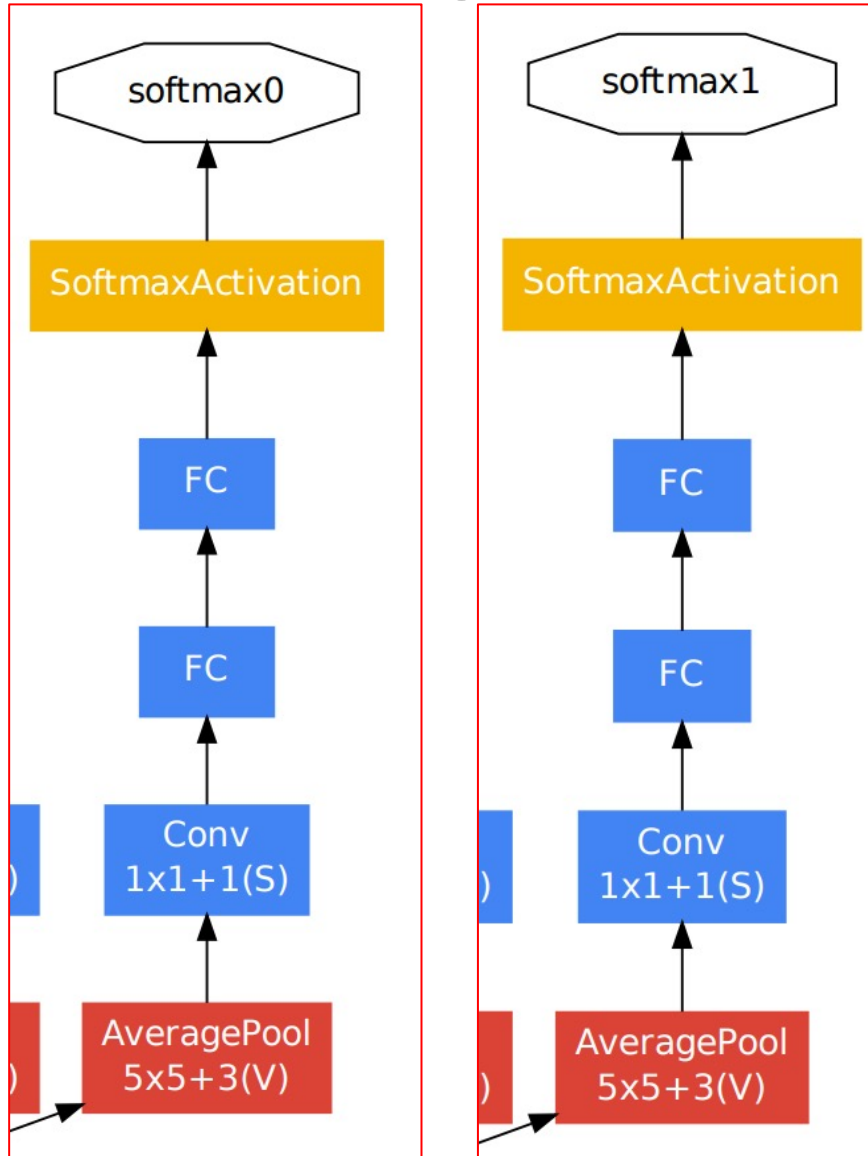 softmax0
SoftmaxActivation
FC
FC
Conv
1x1+1(S)
)
AveragePool
5x5+3(V)
)
softmax1
SoftmaxActivation
FC
FC
Conv
1x1+1(S)
)
AveragePool
5x5+3(V)
)